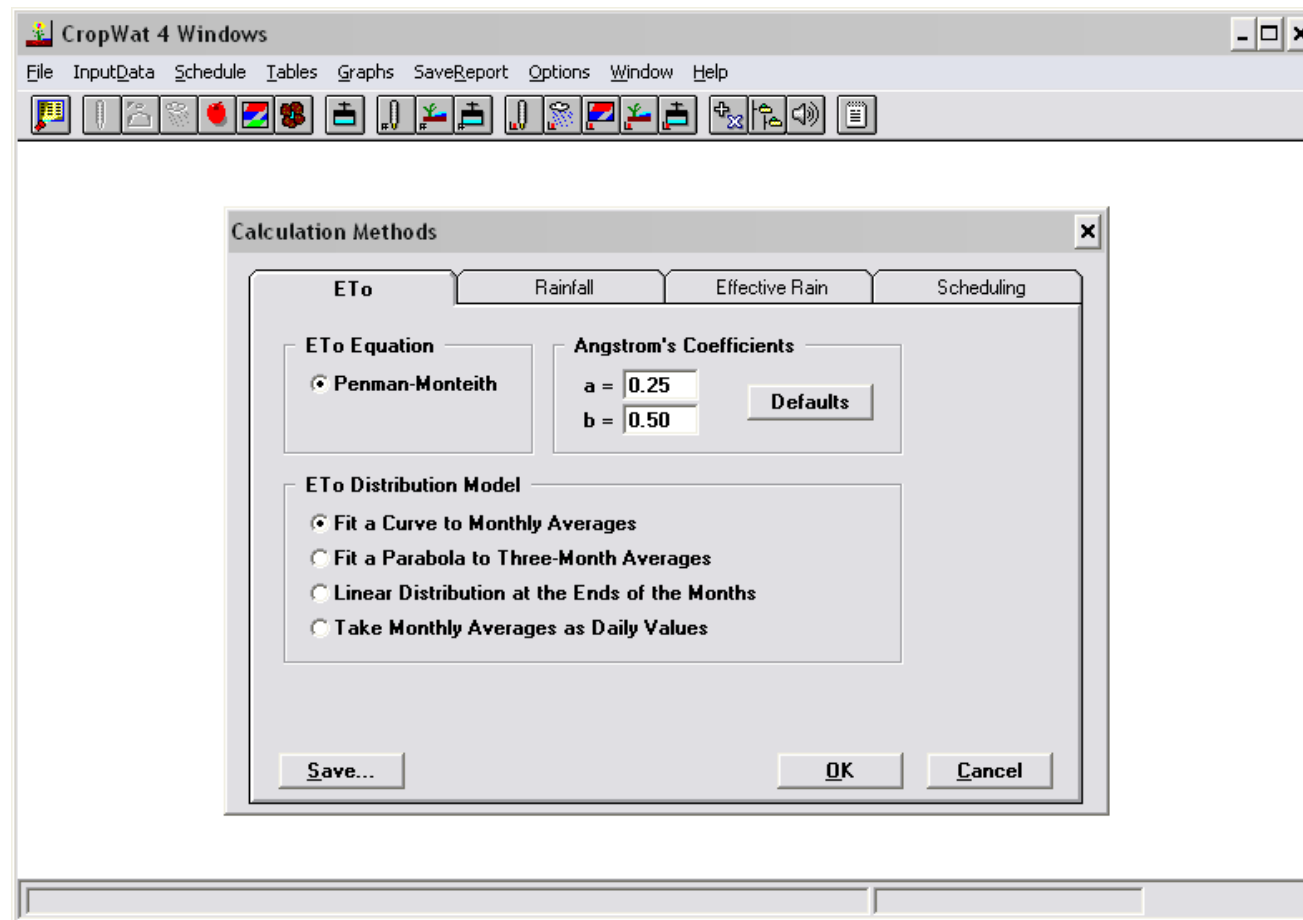 CropWat 4 Windows
File InputData Schedule Tables Graphs SaveReport Options Window Help
Calculation Methods
ETo Rainfall Effective Rain Scheduling
ETo Equation
Penman-Monteith
Angstrom's Coefficients
a = 0.25
b = 0.50
Defaults
ETo Distribution Model
Fit a Curve to Monthly Averages
Fit a Parabola to Three-Month Averages
Linear Distribution at the Ends of the Months
Take Monthly Averages as Daily Values
Save... OK Cancel